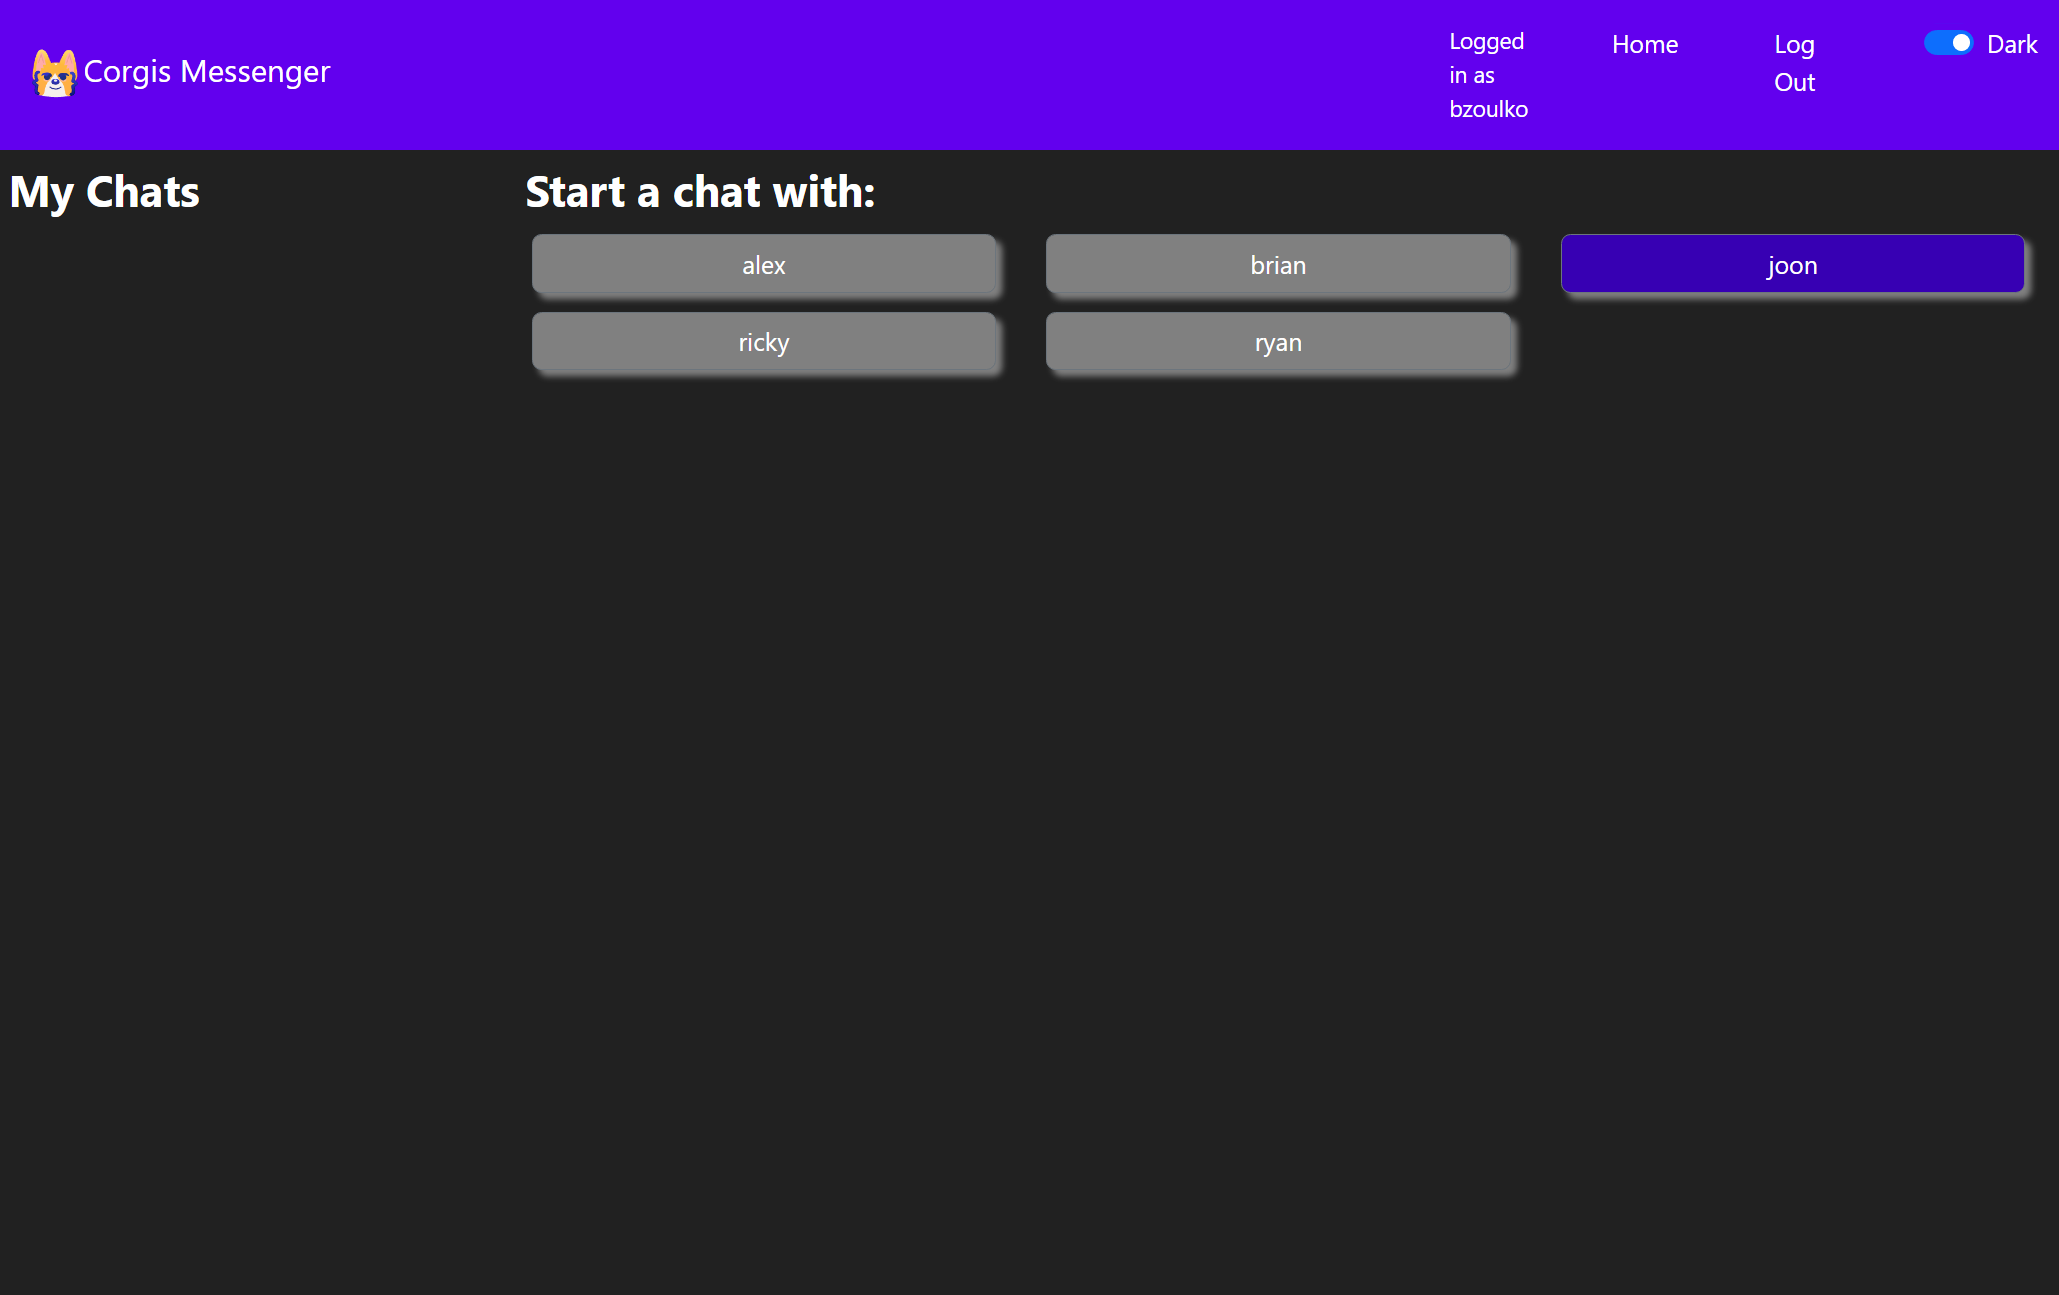 Corgis Messenger
Logged
in as
bzoulko
Home
Log
Out
Dark
My Chats
Start a chat with:
alex
brian
joon
ricky
ryan